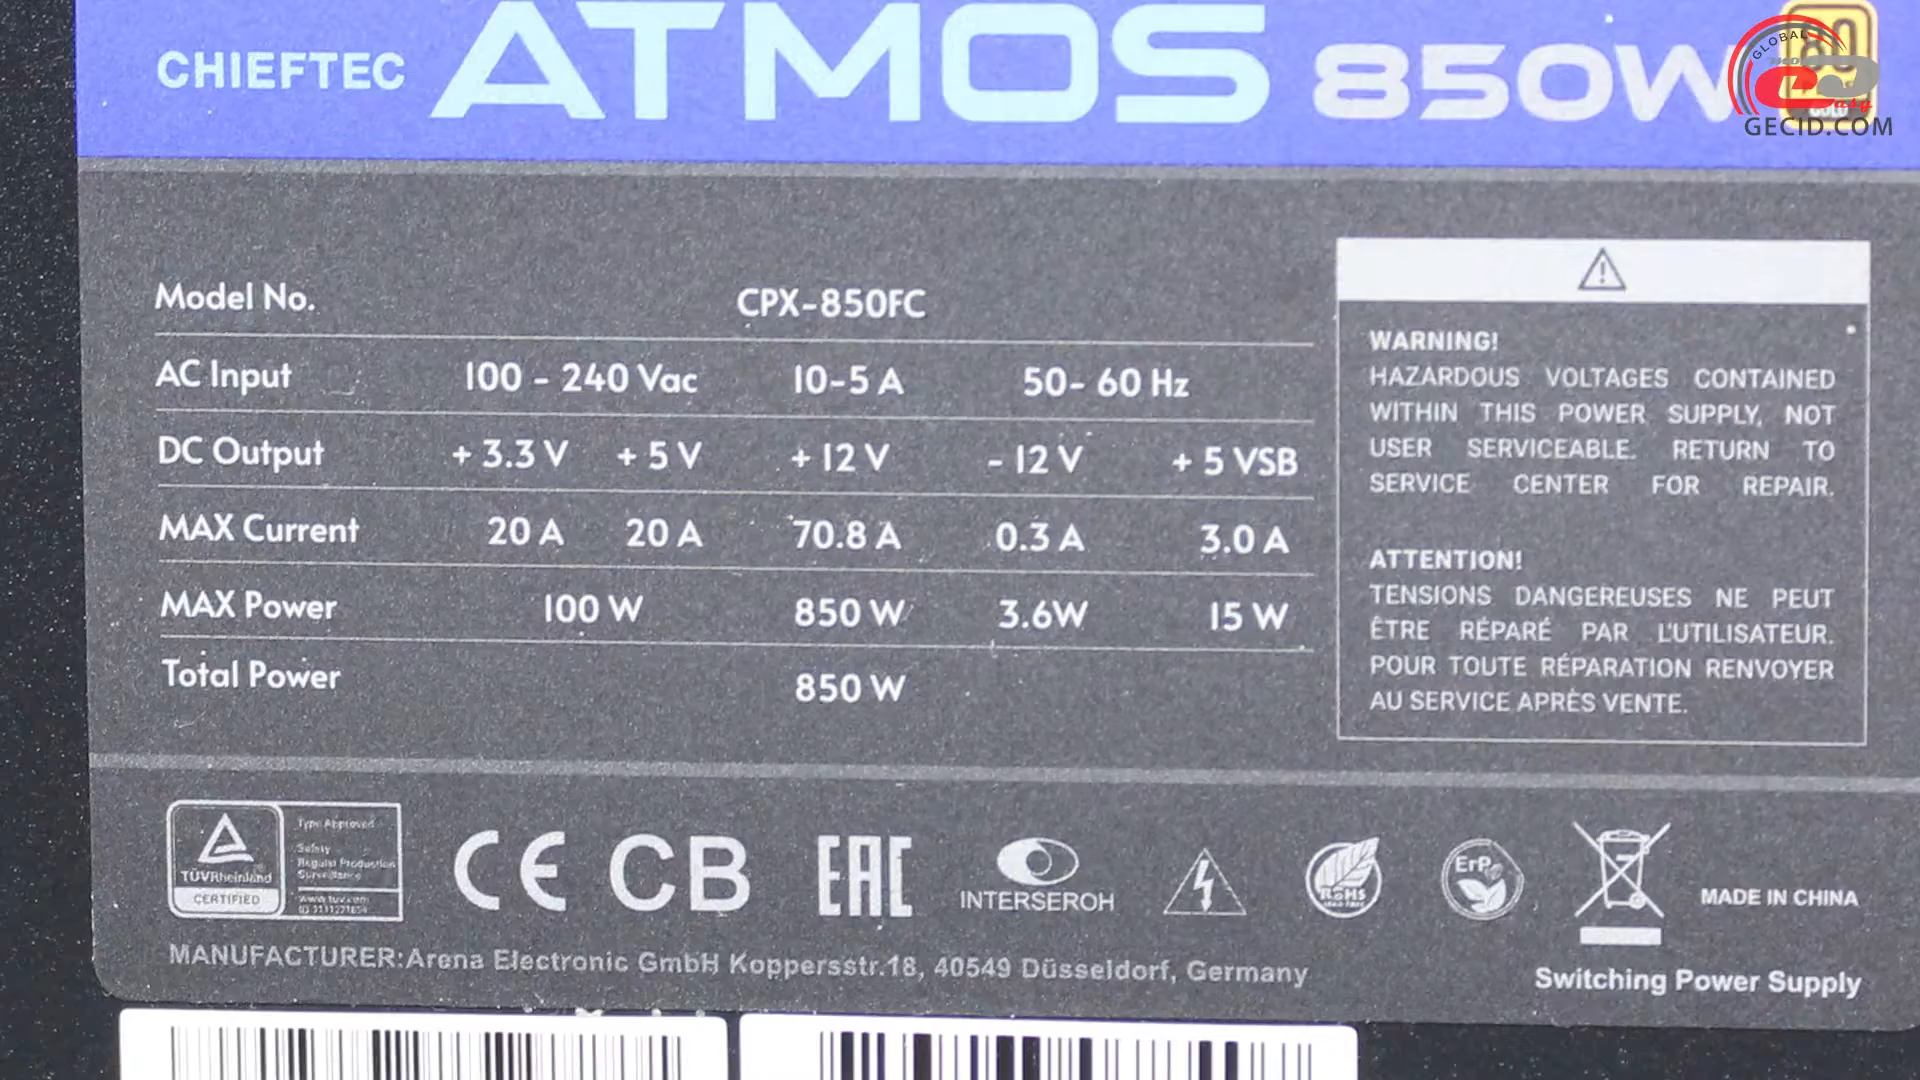 CHIEFTEC ATMOS 850W
GLOBAL
GOLD
GECID.COM
Model No. CPX-850FC
AC Input 100 - 240 Vac 10-5 A 50- 60 Hz
DC Output + 3.3 V + 5 V + 12 V - 12 V + 5 VSB
MAX Current 20 A 20 A 70.8 A 0.3 A 3.0 A
MAX Power 100 W 850 W 3.6W 15 W
Total Power 850 W
WARNING!
HAZARDOUS VOLTAGES CONTAINED
WITHIN THIS POWER SUPPLY, NOT
USER SERVICEABLE. RETURN TO
SERVICE CENTER FOR REPAIR.
ATTENTION!
TENSIONS DANGEREUSES NE PEUT
ÊTRE RÉPARÉ PAR L'UTILISATEUR.
POUR TOUTE RÉPARATION RENVOYER
AU SERVICE APRÈS VENTE.
TÜVRheinland
CERTIFIED
Type Approved
Safety
Regular Production
Surveillance
www.tuv.com
CE CB EAC
INTERSEROH
RoHS
ErP
MADE IN CHINA
MANUFACTURER:Arena Electronic GmbH Koppersstr.18, 40549 Düsseldorf, Germany
Switching Power Supply